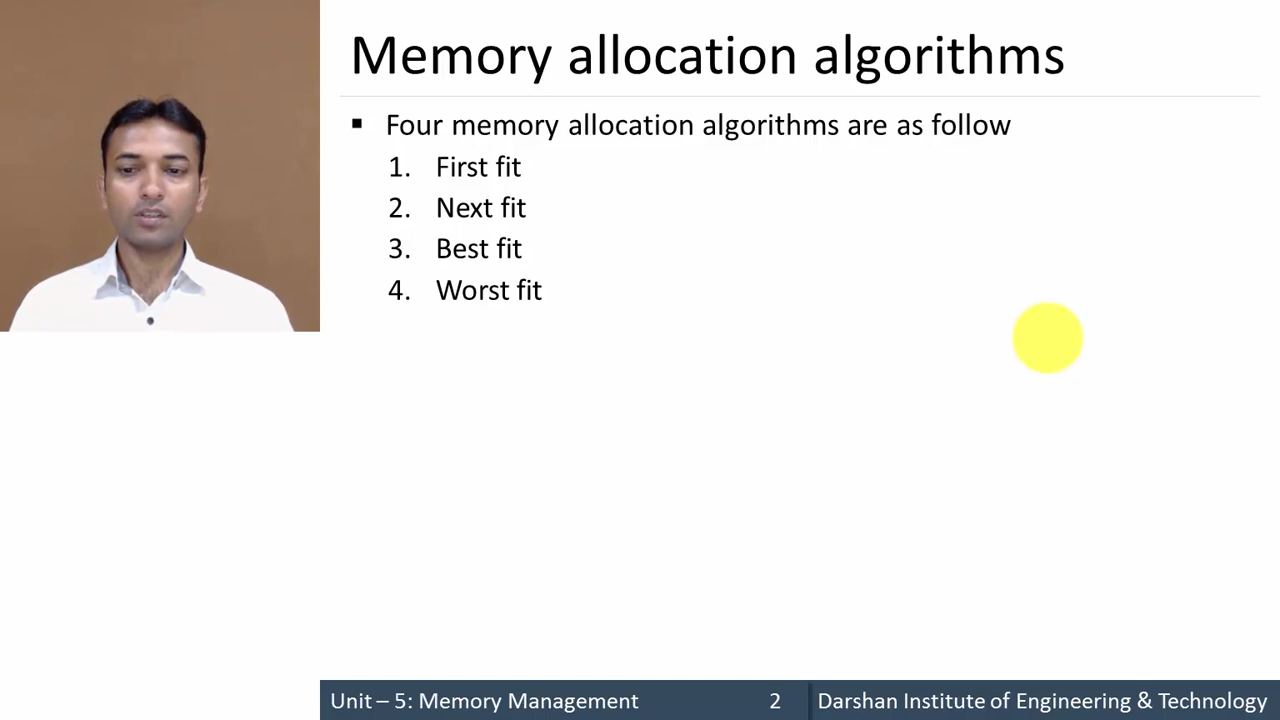 Memory allocation algorithms
▪ Four memory allocation algorithms are as follow
1. First fit
2. Next fit
3. Best fit
4. Worst fit
Unit – 5: Memory Management 2 Darshan Institute of Engineering & Technology